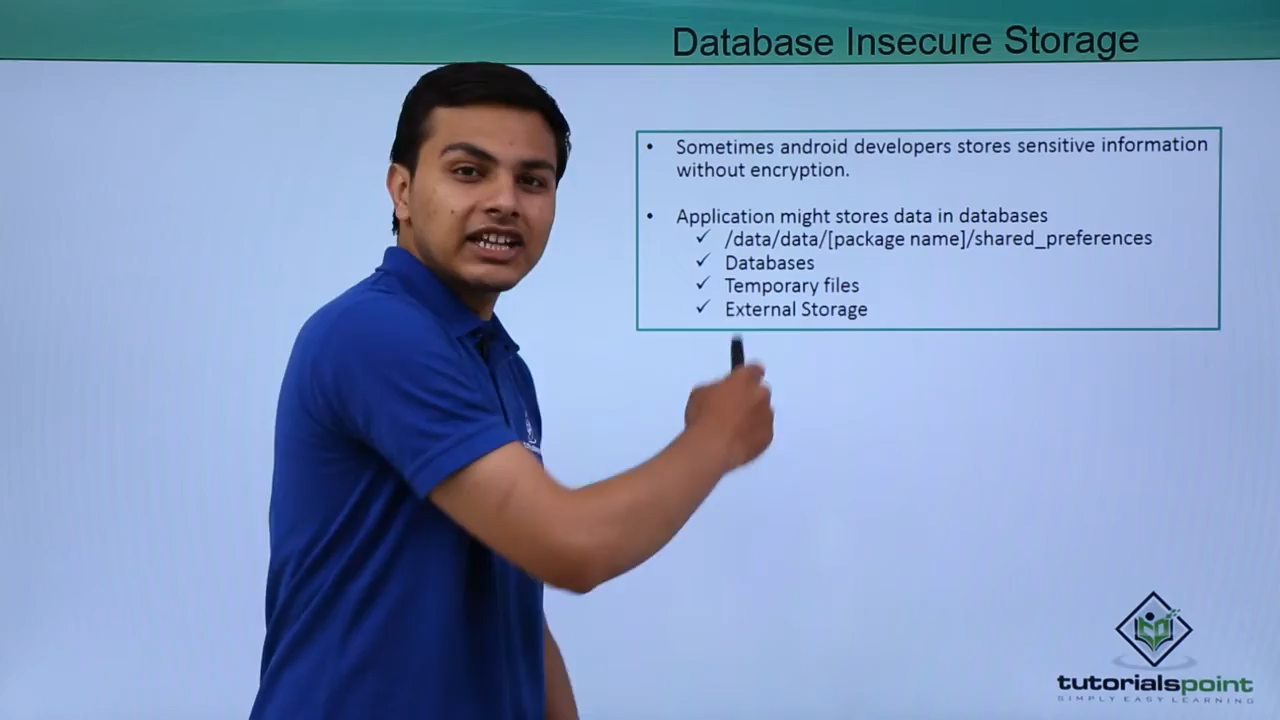 Database Insecure Storage
• Sometimes android developers stores sensitive information
without encryption.
• Application might stores data in databases
✓ /data/data/[package name]/shared_preferences
✓ Databases
✓ Temporary files
✓ External Storage
tutorialspoint
SIMPLY EASY LEARNING